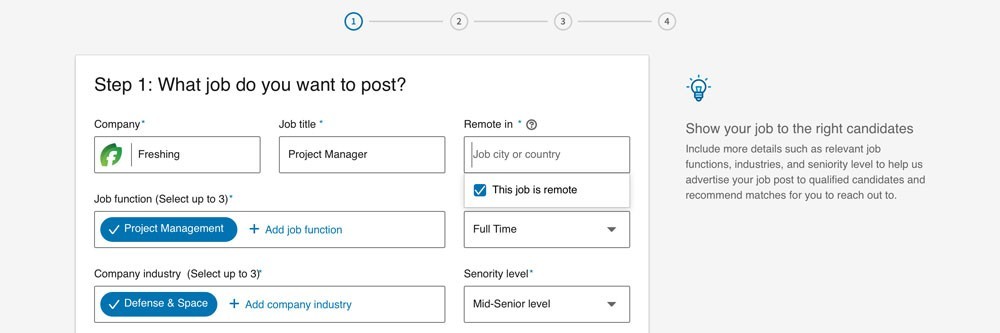 1 2 3 4
Step 1: What job do you want to post?
Company* Job title * Remote in * ?
Freshing Project Manager Job city or country
This job is remote
Job function (Select up to 3)*
Project Management + Add job function Full Time
Company industry (Select up to 3)* Senority level*
Defense & Space + Add company industry Mid-Senior level
Show your job to the right candidates
Include more details such as relevant job
functions, industries, and seniority level to help us
advertise your job post to qualified candidates and
recommend matches for you to reach out to.